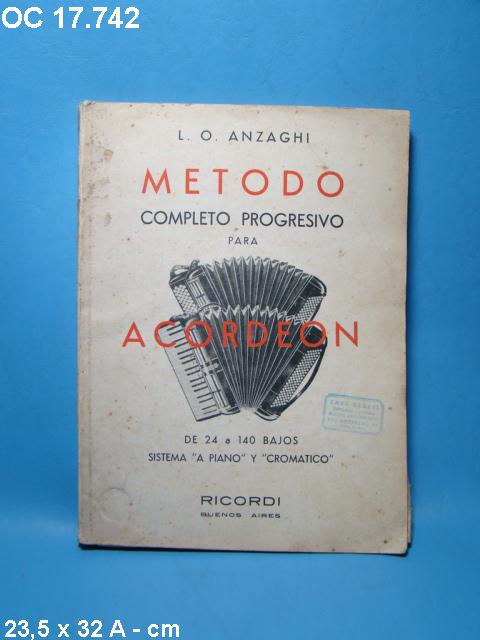 OC 17.742
L. O. ANZAGHI
METODO
COMPLETO PROGRESIVO
PARA
ACORDEON
DE 24 a 140 BAJOS
SISTEMA "A PIANO" Y "CROMATICO"
RICORDI
BUENOS AIRES
23,5 x 32 A - cm